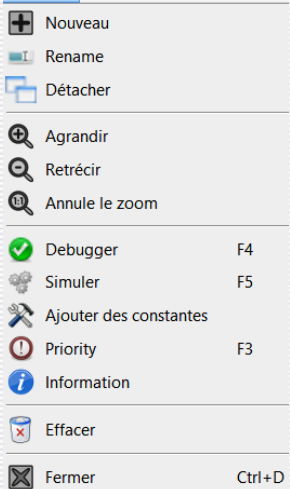 Nouveau
Rename
Détacher
Agrandir
Retrécir
Annule le zoom
Debugger F4
Simuler F5
Ajouter des constantes
Priority F3
Information
Effacer
Fermer Ctrl+D